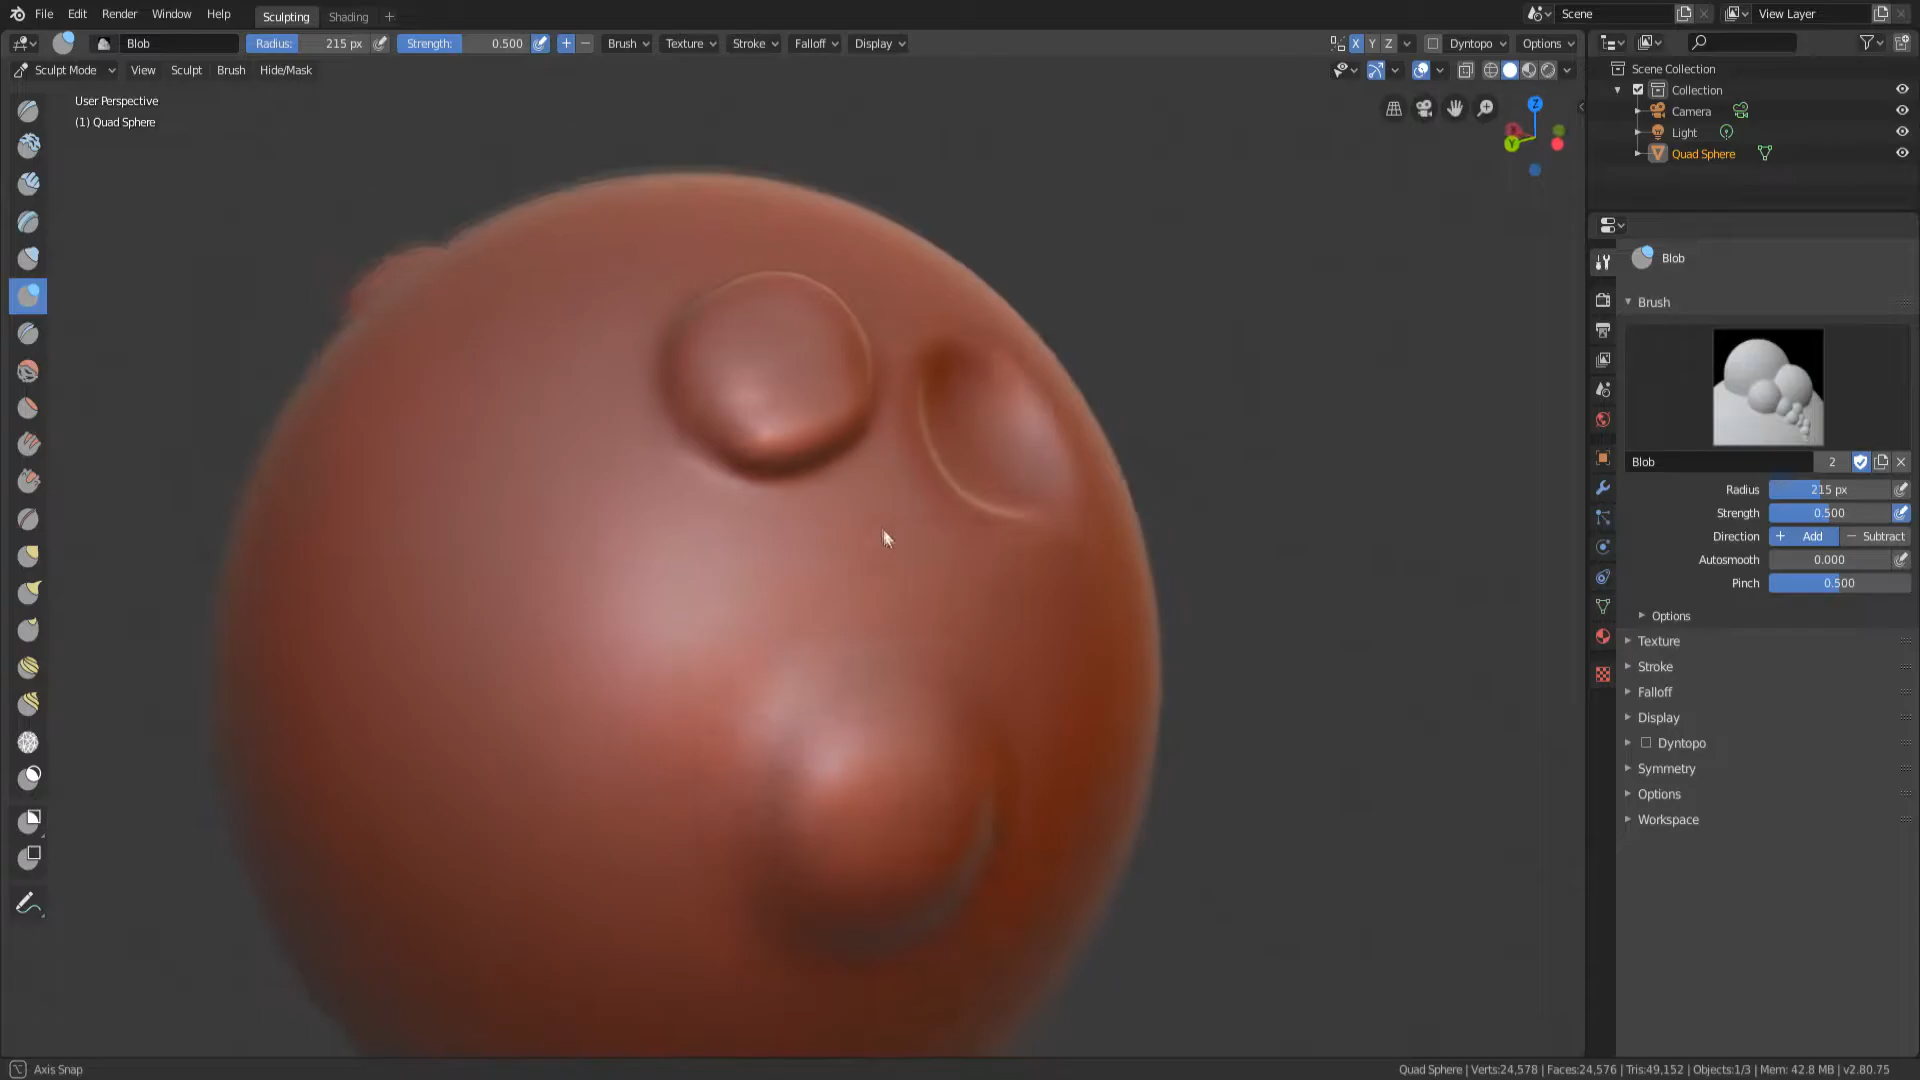 File Edit Render Window Help Sculpting Shading + Scene View Layer
Blob Radius: 215 px Strength: 0.500 + − Brush Texture Stroke Falloff Display X Y Z Dyntopo Options
Sculpt Mode View Sculpt Brush Hide/Mask
User Perspective
(1) Quad Sphere
Z
Y
Scene Collection
Collection
Camera
Light
Quad Sphere
Blob
Brush
Blob 2
Radius 215 px
Strength 0.500
Direction + Add − Subtract
Autosmooth 0.000
Pinch 0.500
Options
Texture
Stroke
Falloff
Display
Dyntopo
Symmetry
Options
Workspace
Axis Snap Quad Sphere | Verts:24,578 | Faces:24,576 | Tris:49,152 | Objects:1/3 | Mem: 42.8 MB | v2.80.75